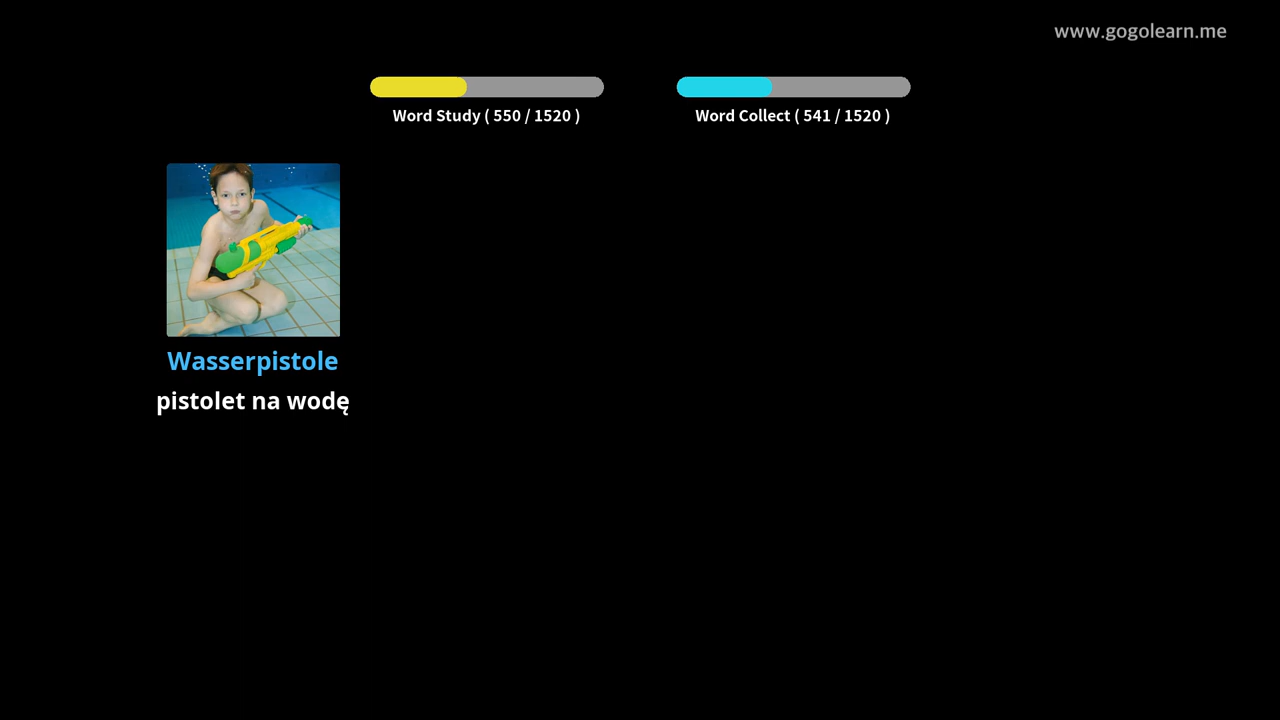 www.gogolearn.me
Word Study ( 550 / 1520 )
Word Collect ( 541 / 1520 )
Wasserpistole
pistolet na wodę